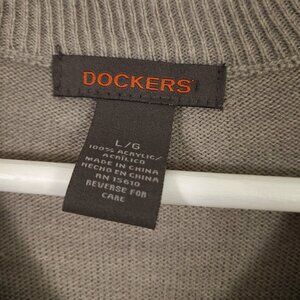 DOCKERS
L/G
100% ACRYLIC/
ACRILICO
MADE IN CHINA
HECHO EN CHINA
RN 15610
REVERSE FOR
CARE